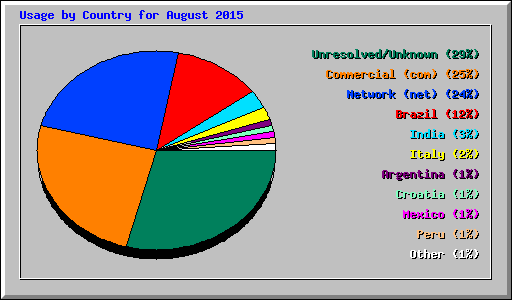 Usage by Country for August 2015
Unresolved/Unknown (29%)
Commercial (com) (25%)
Network (net) (24%)
Brazil (12%)
India (3%)
Italy (2%)
Argentina (1%)
Croatia (1%)
Mexico (1%)
Peru (1%)
Other (1%)